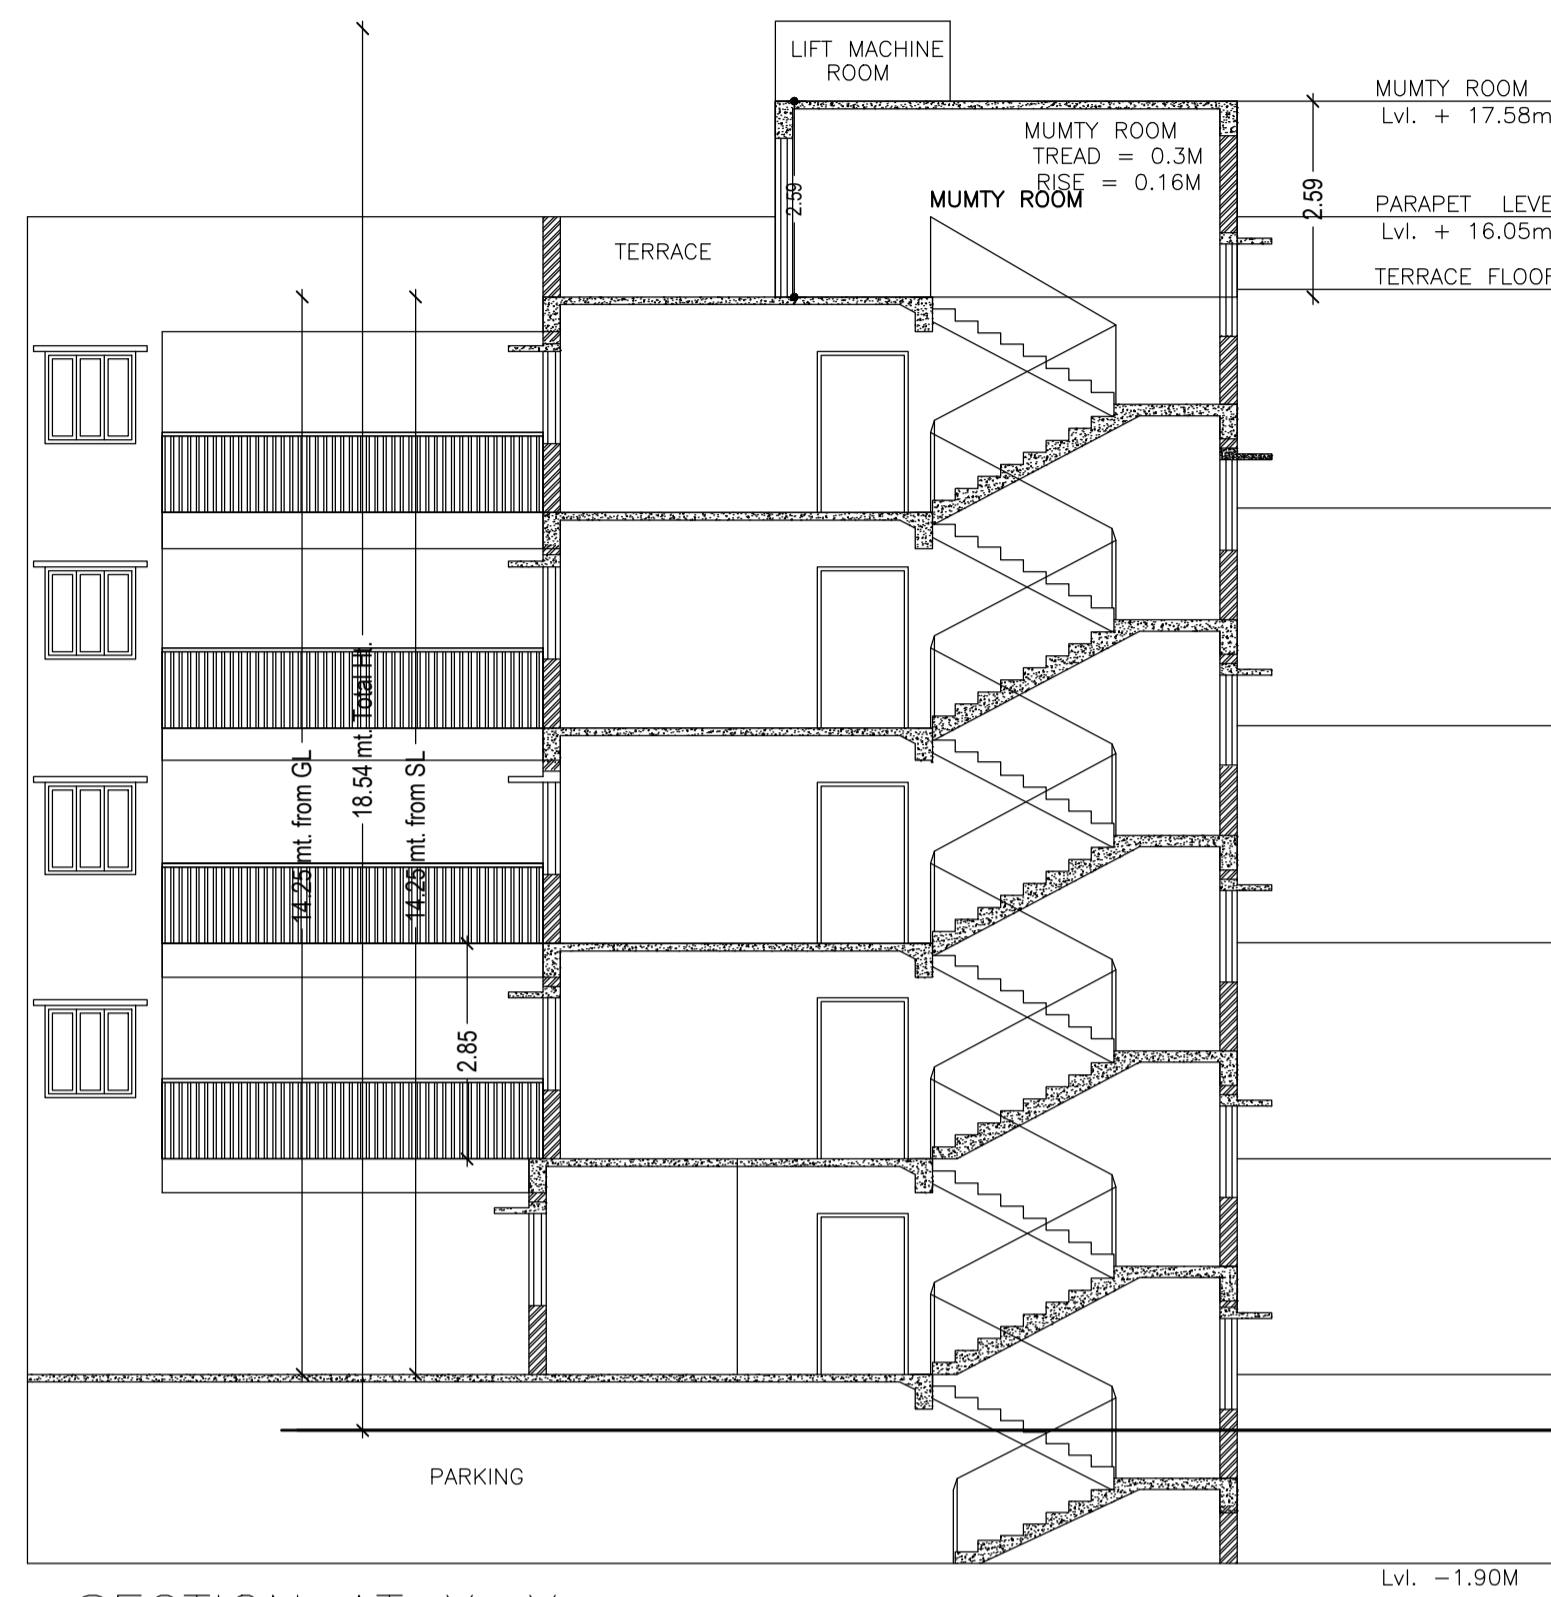 LIFT MACHINE
ROOM
MUMTY ROOM
Lvl. + 17.58m
MUMTY ROOM
TREAD = 0.3M
RISE = 0.16M
MUMTY ROOM
2.59
2.59
PARAPET LEVE
Lvl. + 16.05m
TERRACE
TERRACE FLOOR
14.25 mt. from GL
18.54 mt. Total Ht.
14.25 mt. from SL
2.85
PARKING
Lvl. -1.90M
SECTION AT